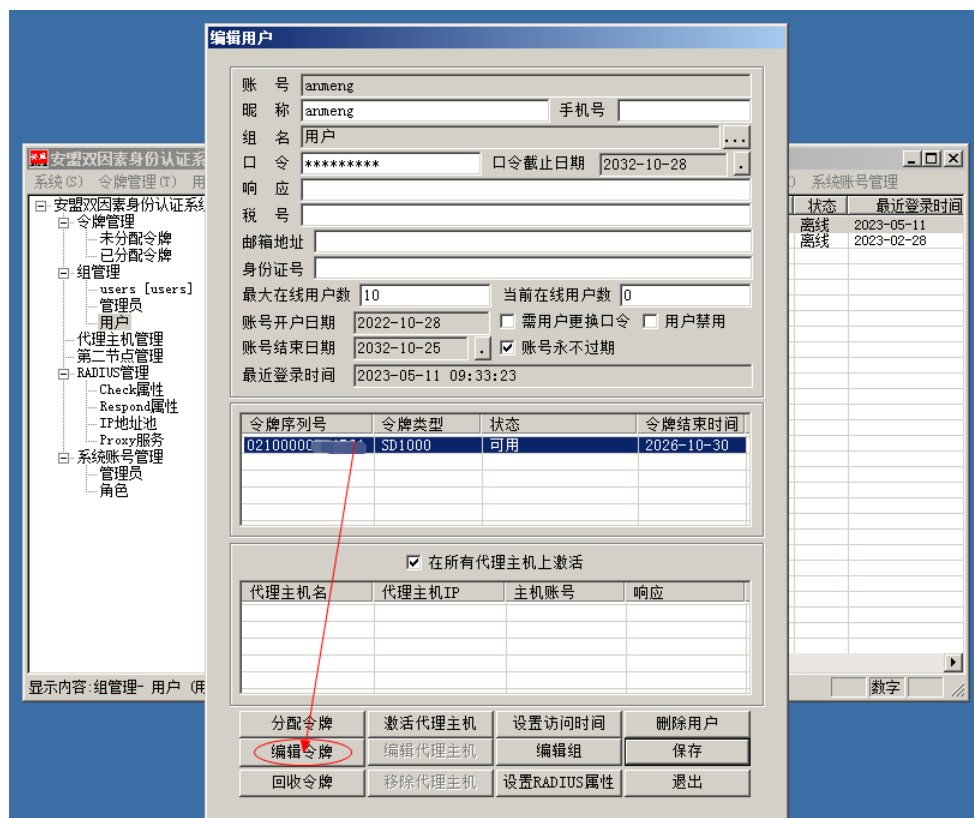 编辑用户
账 号 anmeng
昵 称 anmeng 手机号
组 名 用户 ...
口 令 ********* 口令截止日期 2032-10-28 .
响 应
税 号
邮箱地址
身份证号
最大在线用户数 10 当前在线用户数 0
账号开户日期 2022-10-28 需用户更换口令 用户禁用
账号结束日期 2032-10-25 . 账号永不过期
最近登录时间 2023-05-11 09:33:23
令牌序列号 令牌类型 状态 令牌结束时间
02100000 SD1000 可用 2026-10-30
在所有代理主机上激活
代理主机名 代理主机IP 主机账号 响应
分配令牌 激活代理主机 设置访问时间 删除用户
编辑令牌 编辑代理主机 编辑组 保存
回收令牌 移除代理主机 设置RADIUS属性 退出
安盟双因素身份认证系
系统(S) 令牌管理(T) 用
安盟双因素身份认证系统
令牌管理
未分配令牌
已分配令牌
组管理
users [users]
管理员
用户
代理主机管理
第二节点管理
RADIUS管理
Check属性
Respond属性
IP地址池
Proxy服务
系统账号管理
管理员
角色
显示内容:组管理- 用户 (用
) 系统账号管理
状态 最近登录时间
离线 2023-05-11
离线 2023-02-28
数字